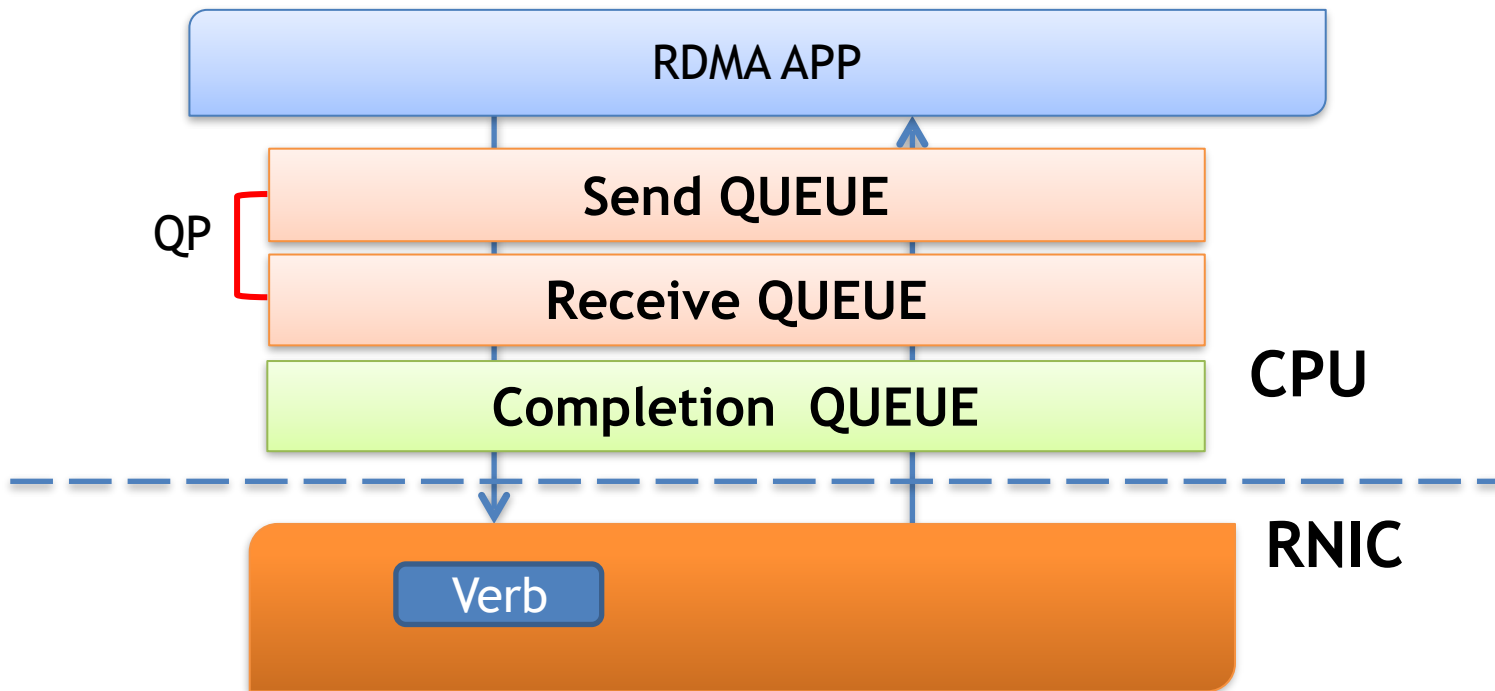 RDMA APP
Send QUEUE
QP
Receive QUEUE
CPU
Completion QUEUE
RNIC
Verb